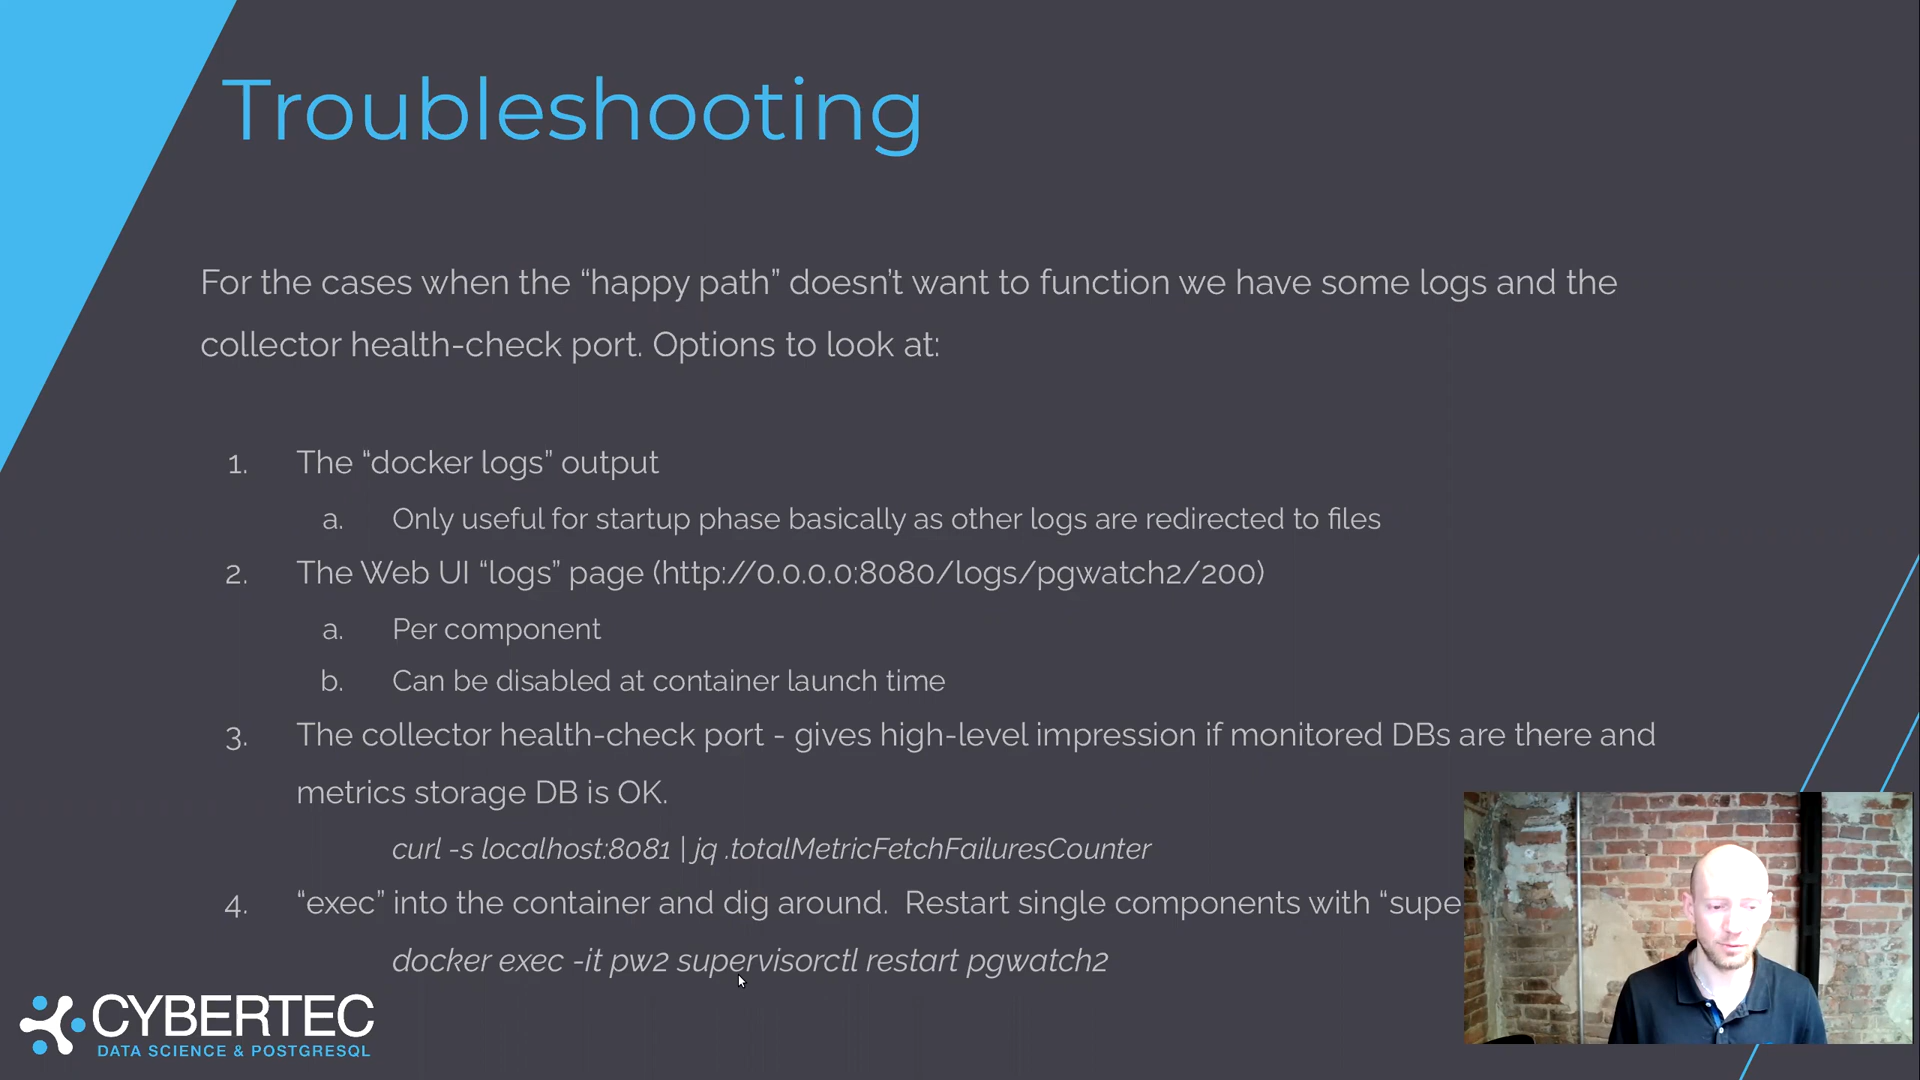 Troubleshooting
For the cases when the “happy path” doesn’t want to function we have some logs and the
collector health-check port. Options to look at:
1. The “docker logs” output
a. Only useful for startup phase basically as other logs are redirected to files
2. The Web UI “logs” page (http://0.0.0.0:8080/logs/pgwatch2/200)
a. Per component
b. Can be disabled at container launch time
3. The collector health-check port - gives high-level impression if monitored DBs are there and
metrics storage DB is OK.
curl -s localhost:8081 | jq .totalMetricFetchFailuresCounter
4. “exec” into the container and dig around. Restart single components with “supe
docker exec -it pw2 supervisorctl restart pgwatch2
CYBERTEC
DATA SCIENCE & POSTGRESQL